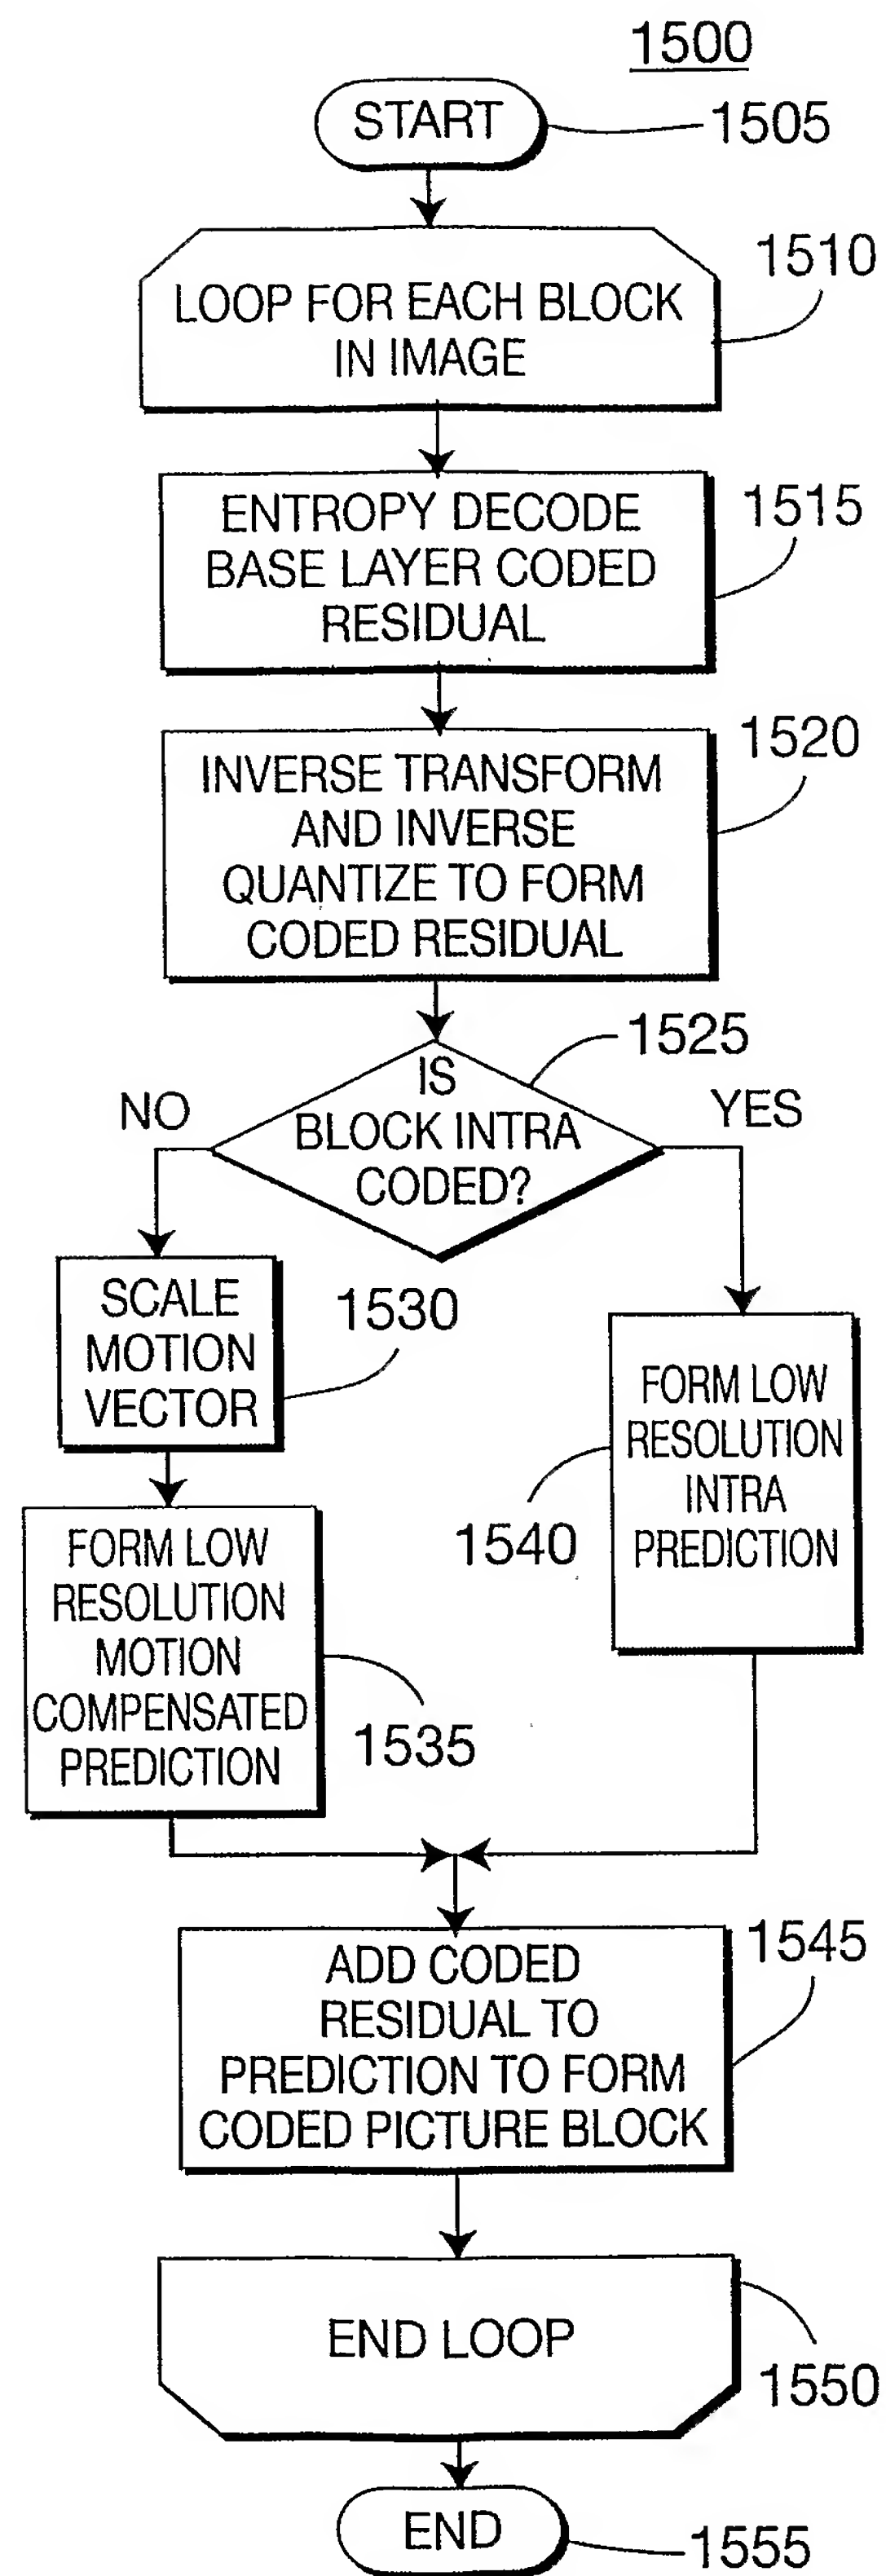 1500
START
1505
1510
LOOP FOR EACH BLOCK
IN IMAGE
ENTROPY DECODE
BASE LAYER CODED
RESIDUAL
1515
INVERSE TRANSFORM
AND INVERSE
QUANTIZE TO FORM
CODED RESIDUAL
1520
IS
BLOCK INTRA
CODED?
1525
NO
YES
SCALE
MOTION
VECTOR
1530
FORM LOW
RESOLUTION
INTRA
PREDICTION
1540
FORM LOW
RESOLUTION
MOTION
COMPENSATED
PREDICTION
1535
ADD CODED
RESIDUAL TO
PREDICTION TO FORM
CODED PICTURE BLOCK
1545
END LOOP
1550
END
1555